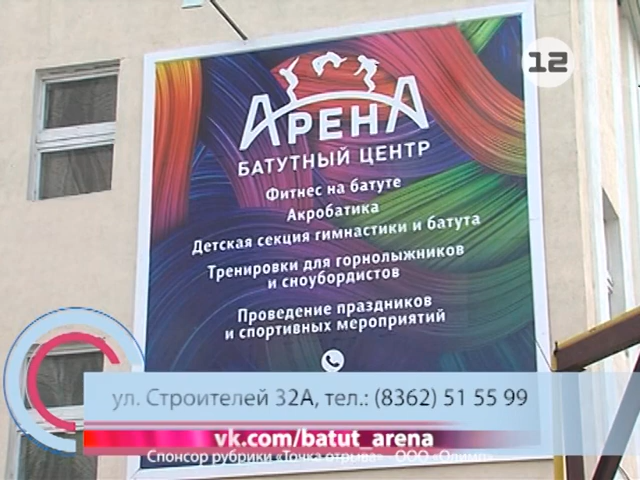 12
АРЕНА
БАТУТНЫЙ ЦЕНТР
Фитнес на батуте
Акробатика
Детская секция гимнастики и батута
Тренировки для горнолыжников
и сноубордистов
Проведение праздников
и спортивных мероприятий
ул. Строителей 32А, тел.: (8362) 51 55 99
vk.com/batut_arena
Спонсор рубрики «Точка отрыва» - ООО «Олимп»